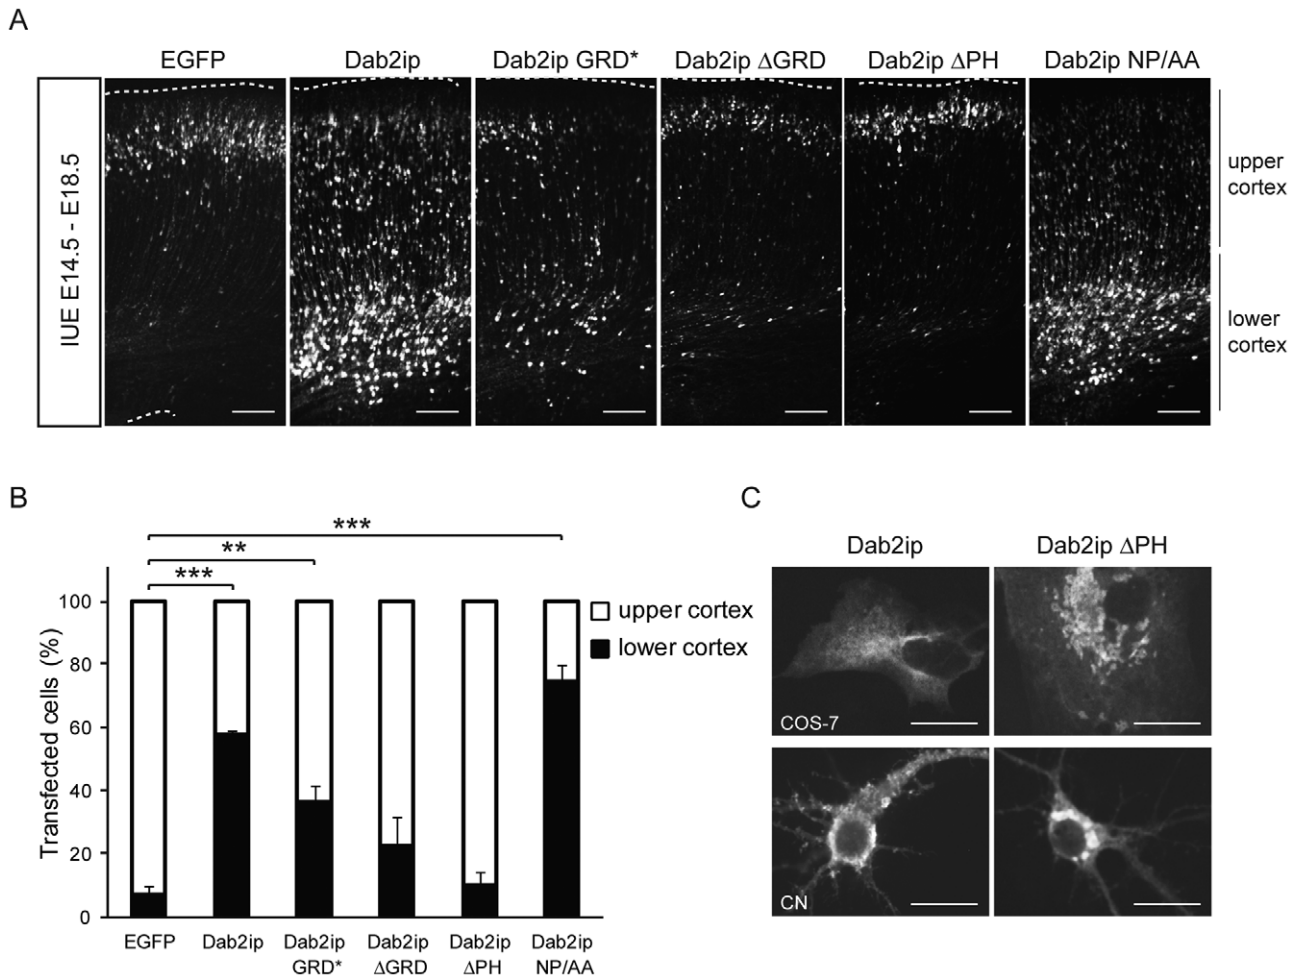 A
EGFP
Dab2ip
Dab2ip GRD*
Dab2ip ΔGRD
Dab2ip ΔPH
Dab2ip NP/AA
IUE E14.5 - E18.5
upper
cortex
lower
cortex
B
***
**
***
Transfected cells (%)
100
80
60
40
20
0
upper cortex
lower cortex
EGFP
Dab2ip
Dab2ip
GRD*
Dab2ip
ΔGRD
Dab2ip
ΔPH
Dab2ip
NP/AA
C
Dab2ip
Dab2ip ΔPH
COS-7
CN